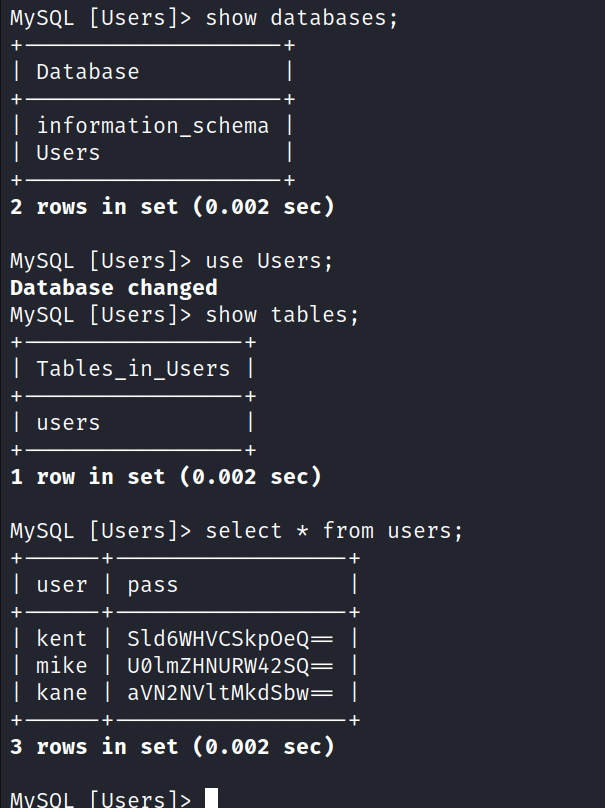 MySQL [Users]> show databases;
+--------------------+
| Database           |
+--------------------+
| information_schema |
| Users              |
+--------------------+
2 rows in set (0.002 sec)
MySQL [Users]> use Users;
Database changed
MySQL [Users]> show tables;
+-----------------+
| Tables_in_Users |
+-----------------+
| users           |
+-----------------+
1 row in set (0.002 sec)
MySQL [Users]> select * from users;
+------+------------------+
| user | pass             |
+------+------------------+
| kent | Sld6WHVCSkpOeQ== |
| mike | U0lmZHNURW42SQ== |
| kane | aVN2NVltMkdSbw== |
+------+------------------+
3 rows in set (0.002 sec)
MySQL [Users]>